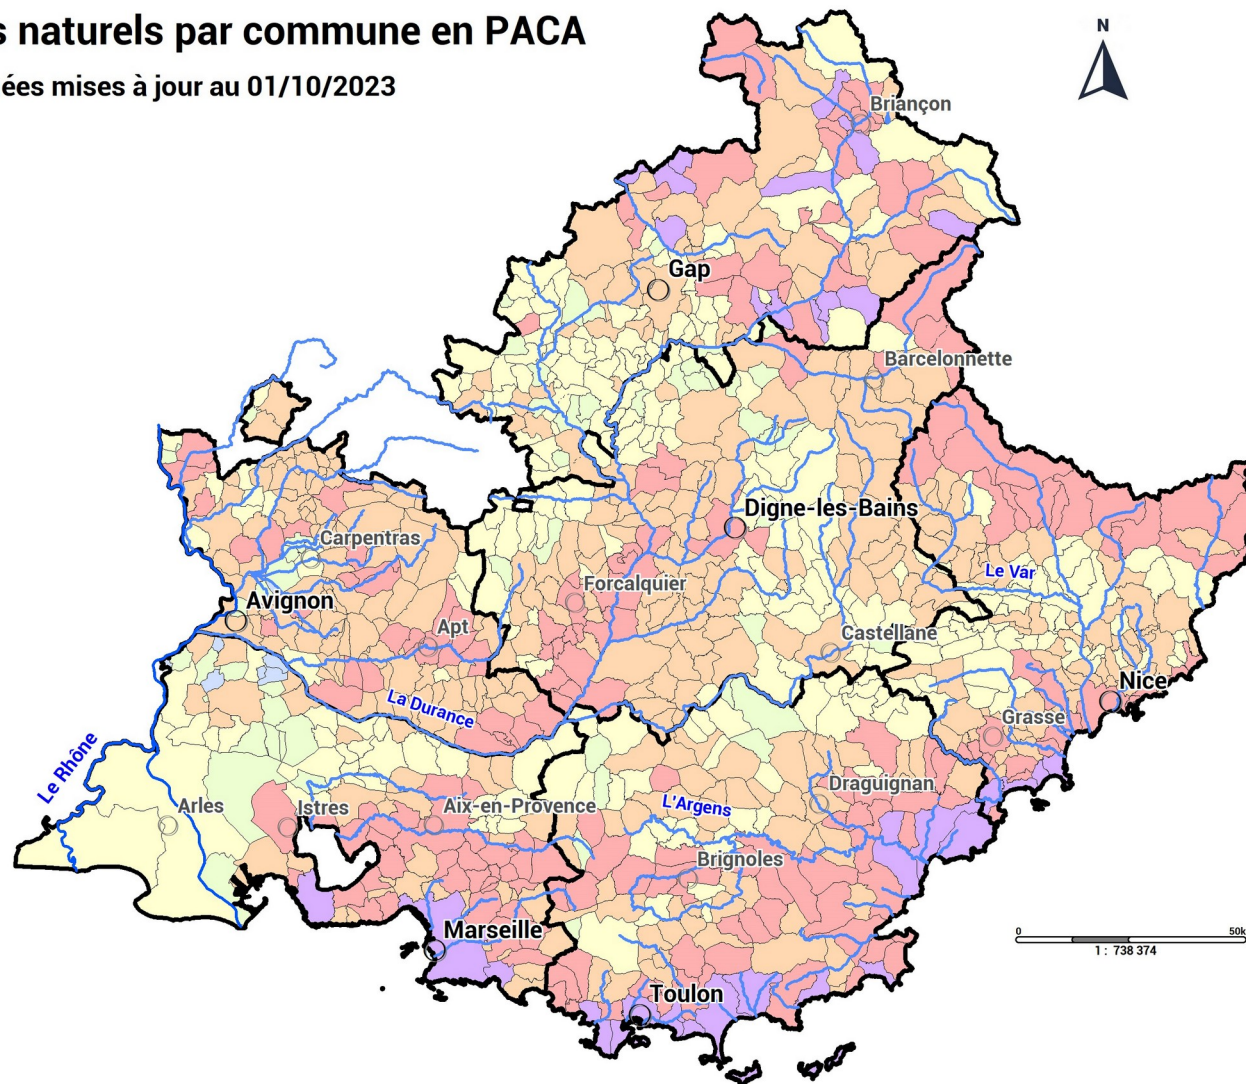 s naturels par commune en PACA
ées mises à jour au 01/10/2023
N
Briançon
Gap
Barcelonnette
Digne-les-Bains
Carpentras
Le Var
Forcalquier
Avignon
Apt
Castellane
Nice
La Durance
Grasse
Le Rhône
Draguignan
Arles
Istres
Aix-en-Provence
L'Argens
Brignoles
Marseille
0 50k
1 : 738 374
Toulon